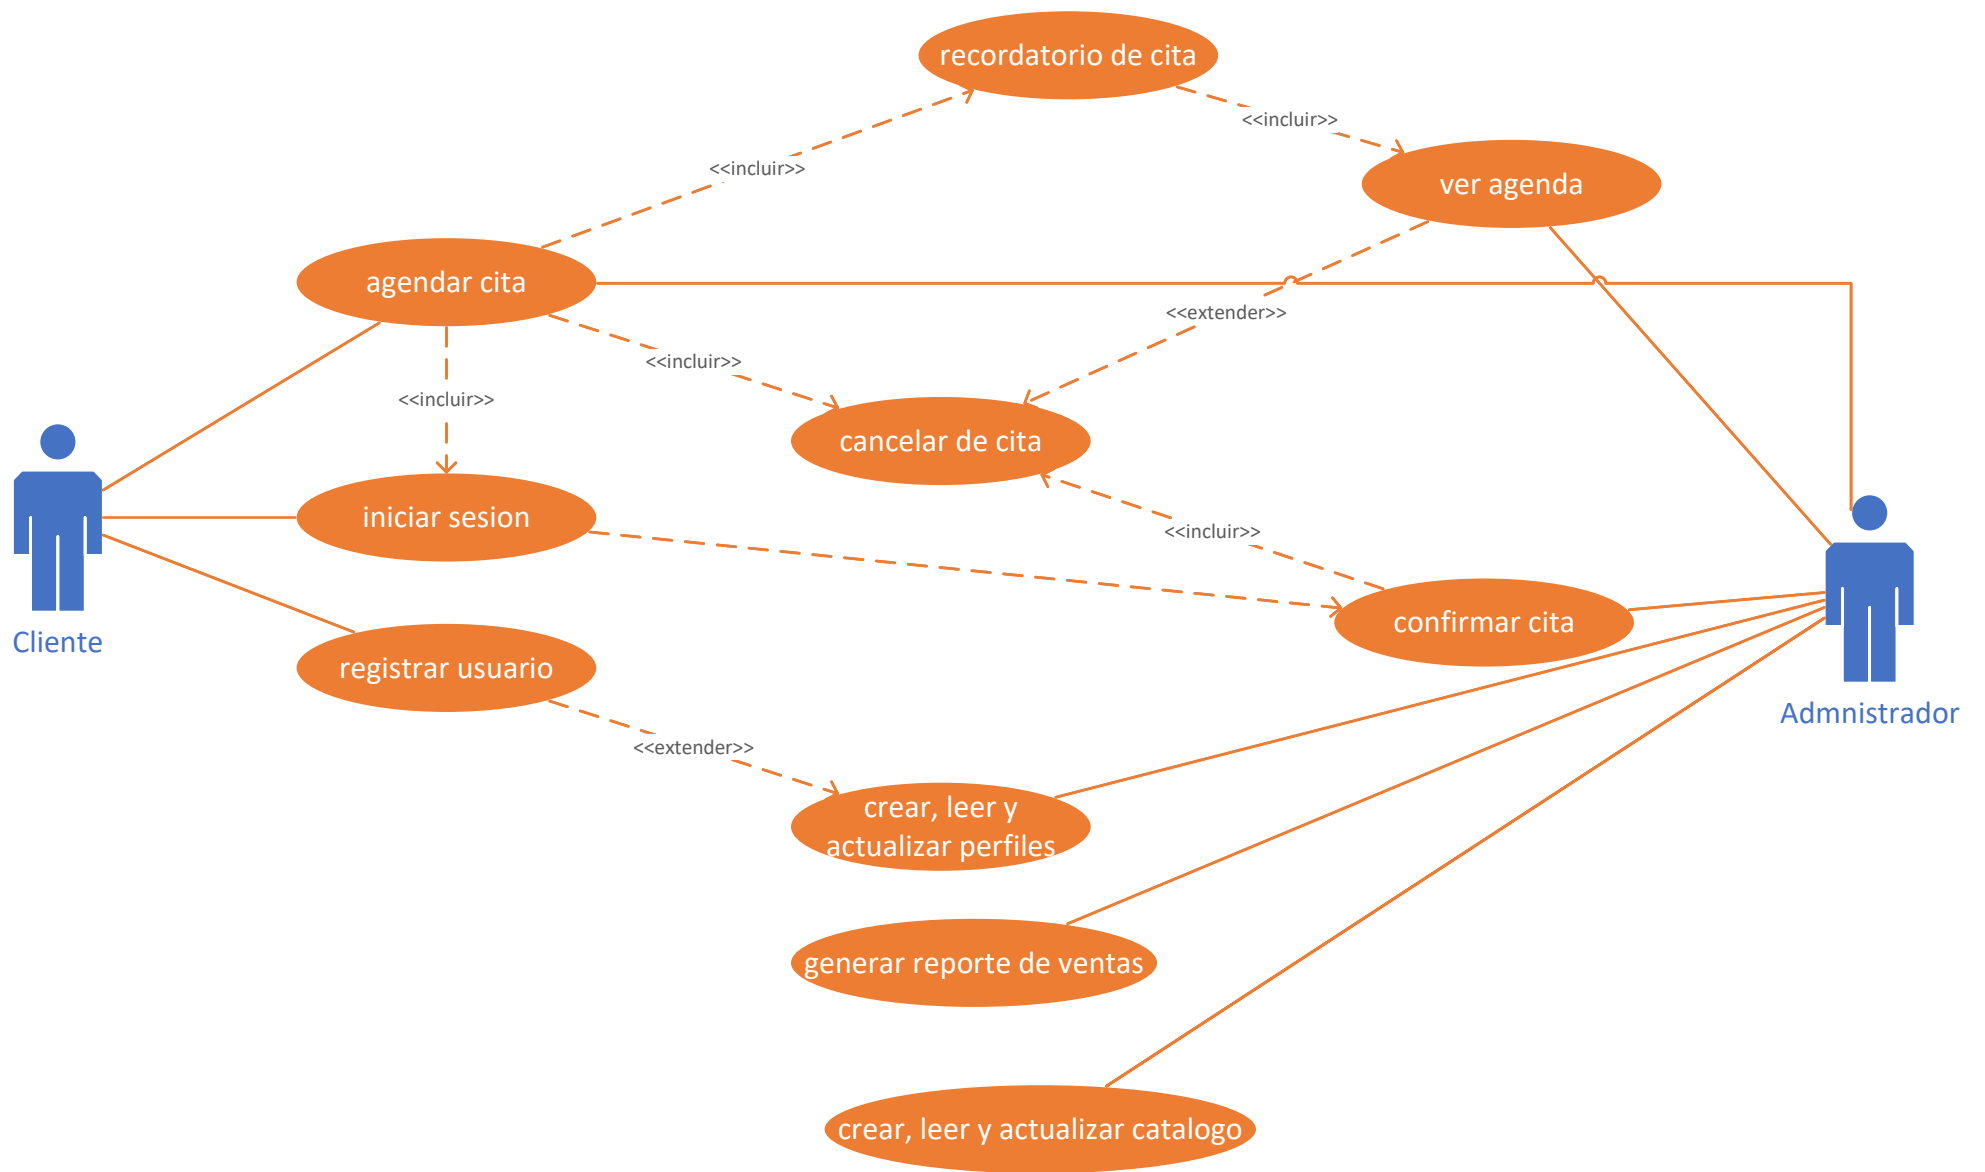 recordatorio de cita
<<incluir>>
<<incluir>>
ver agenda
agendar cita
<<extender>>
<<incluir>>
<<incluir>>
cancelar de cita
iniciar sesion
<<incluir>>
confirmar cita
Cliente
registrar usuario
Admnistrador
<<extender>>
crear, leer y
actualizar perfiles
generar reporte de ventas
crear, leer y actualizar catalogo